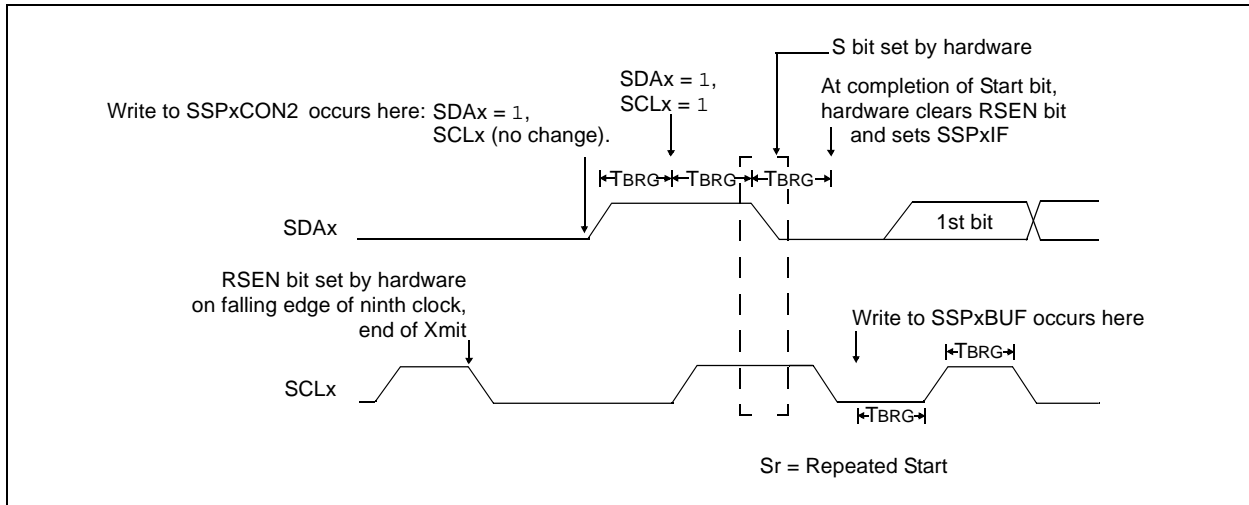 S bit set by hardware
SDAx = 1,
SCLx = 1
At completion of Start bit,
hardware clears RSEN bit
and sets SSPxIF
Write to SSPxCON2 occurs here: SDAx = 1,
SCLx (no change).
TBRG TBRG TBRG
SDAx
1st bit
RSEN bit set by hardware
on falling edge of ninth clock,
end of Xmit
Write to SSPxBUF occurs here
TBRG
SCLx
TBRG
Sr = Repeated Start